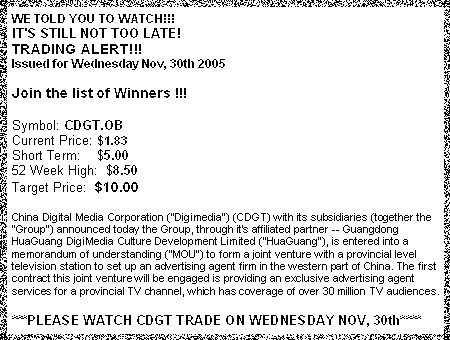 WE TOLD YOU TO WATCH!!!
IT'S STILL NOT TOO LATE!
TRADING ALERT!!!
Issued for Wednesday Nov, 30th 2005
Join the list of Winners !!!
Symbol: CDGT.OB
Current Price: $1.83
Short Term: $5.00
52 Week High: $8.50
Target Price: $10.00
China Digital Media Corporation ("Digimedia") (CDGT) with its subsidiaries (together the
"Group") announced today the Group, through it's affiliated partner -- Guangdong
HuaGuang DigiMedia Culture Development Limited ("HuaGuang"), is entered into a
memorandum of understanding ("MOU") to form a joint venture with a provincial level
television station to set up an advertising agent firm in the western part of China. The first
contract this joint venture will be engaged is providing an exclusive advertising agent
services for a provincial TV channel, which has coverage of over 30 million TV audiences.
""""PLEASE WATCH CDGT TRADE ON WEDNESDAY NOV, 30th""""